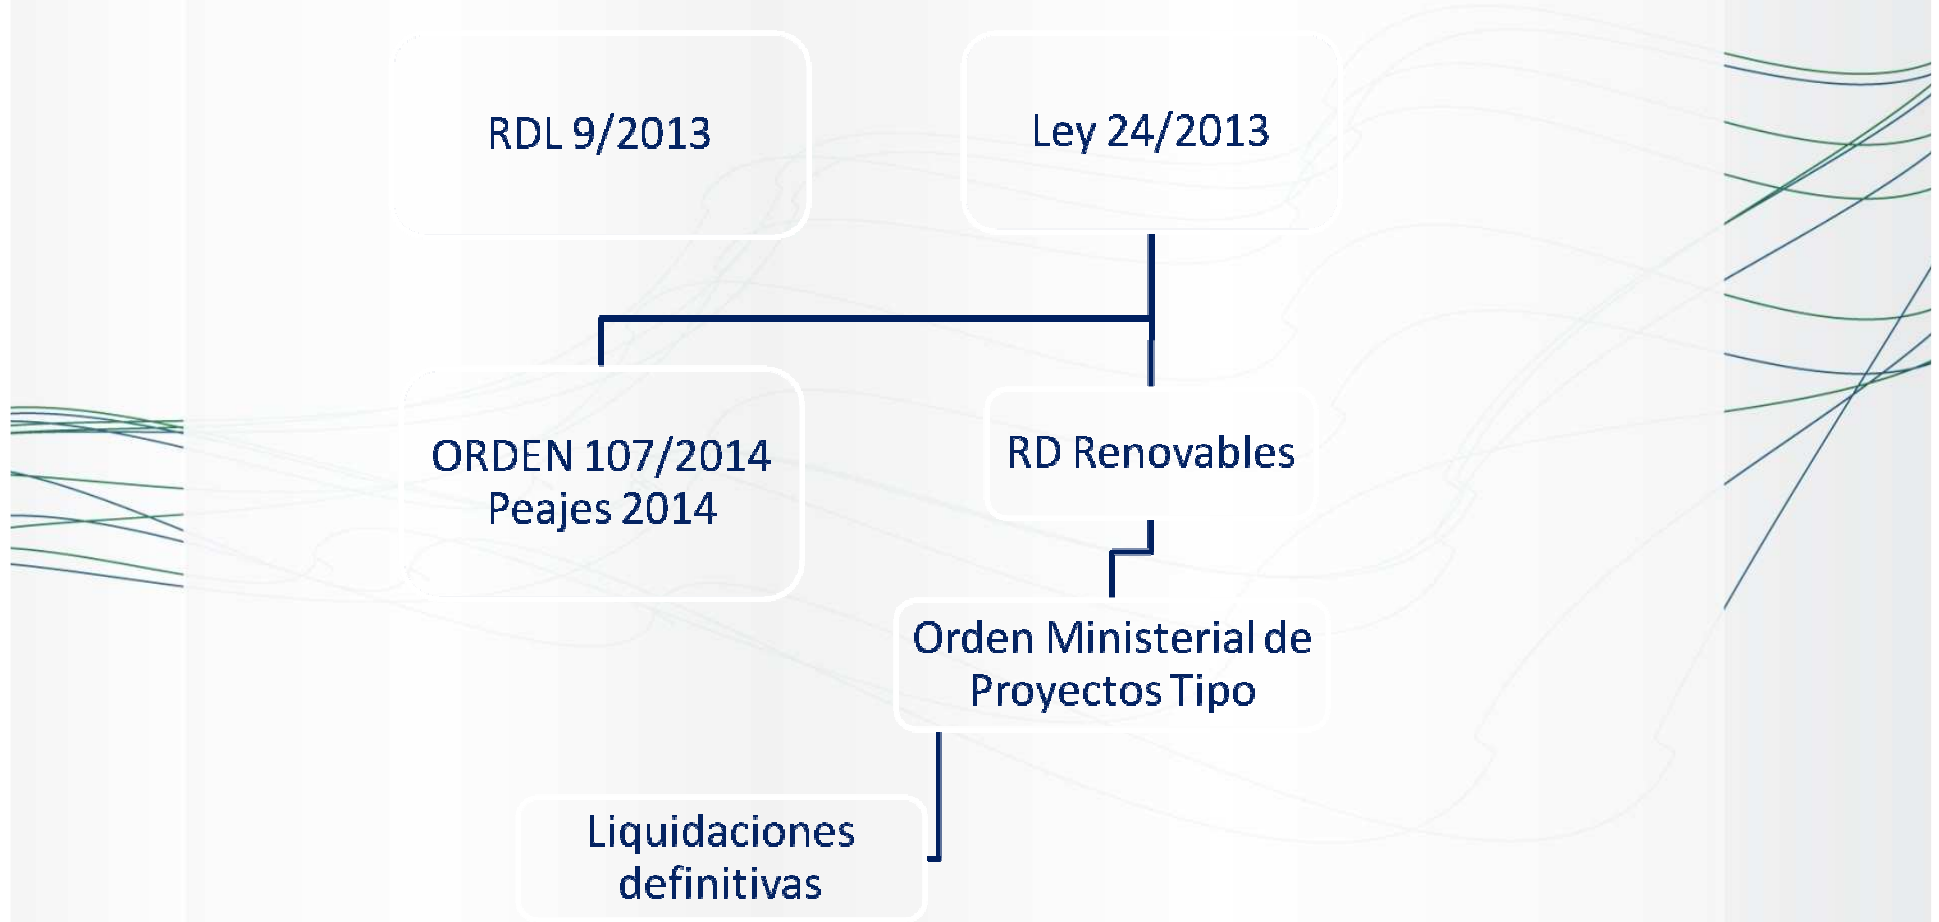 RDL 9/2013
Ley 24/2013
ORDEN 107/2014
Peajes 2014
RD Renovables
Orden Ministerial de
Proyectos Tipo
Liquidaciones
definitivas